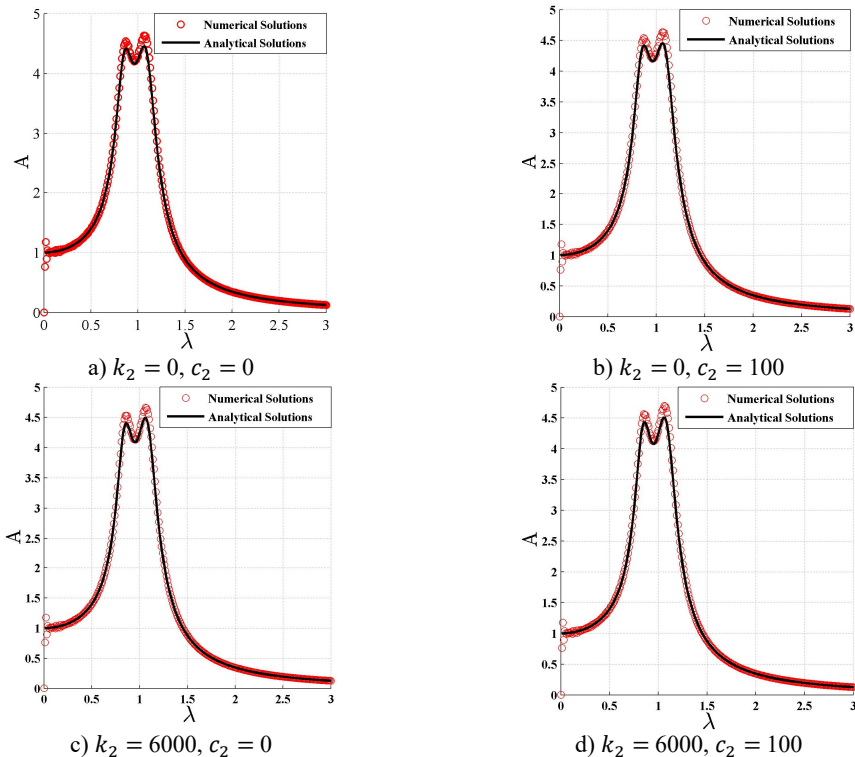 Numerical Solutions
Analytical Solutions
5
4
3
2
1
0
A
0 0.5 1 1.5 2 2.5 3
λ
a) k₂ = 0, c₂ = 0
Numerical Solutions
Analytical Solutions
5
4.5
4
3.5
3
2.5
2
1.5
1
0.5
0
A
0 0.5 1 1.5 2 2.5 3
λ
b) k₂ = 0, c₂ = 100
Numerical Solutions
Analytical Solutions
5
4.5
4
3.5
3
2.5
2
1.5
1
0.5
0
A
0 0.5 1 1.5 2 2.5 3
λ
c) k₂ = 6000, c₂ = 0
Numerical Solutions
Analytical Solutions
5
4.5
4
3.5
3
2.5
2
1.5
1
0.5
0
A
0 0.5 1 1.5 2 2.5 3
λ
d) k₂ = 6000, c₂ = 100